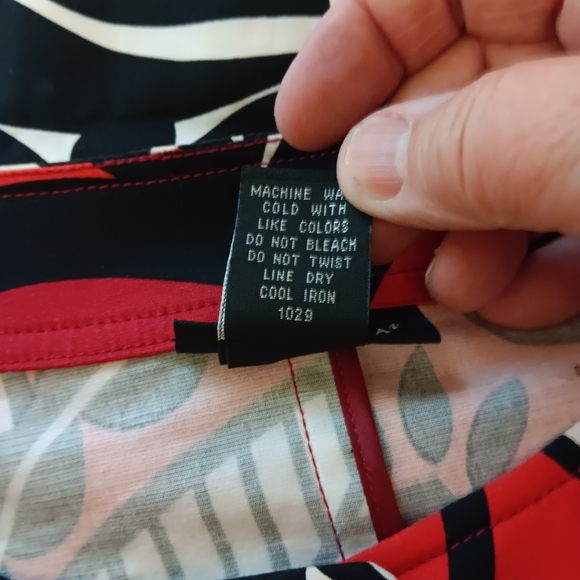 MACHINE WA
COLD WITH
LIKE COLORS
DO NOT BLEACH
DO NOT TWIST
LINE DRY
COOL IRON
1029